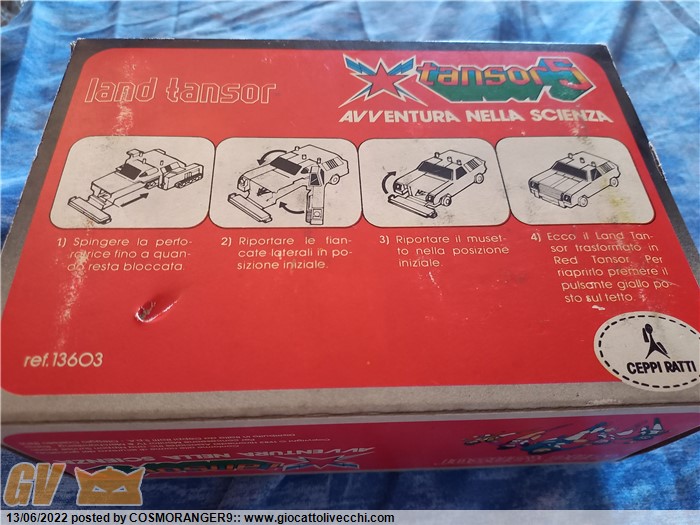 land tansor
tansor5
AVVENTURA NELLA SCIENZA
1) Spingere la perfo-
ratrice fino a quan-
do resta bloccata.
2) Riportare le fian-
cate laterali in po-
sizione iniziale.
3) Riportare il muset-
to nella posizione
iniziale.
4) Ecco il Land Tan-
sor trasformato in
Red Tansor. Per
riaprirlo premere il
pulsante giallo po-
sto sul tetto.
ref.13603
CEPPI RATTI
tansor
AVVENTURA NELLA SCIENZA
GV
13/06/2022 posted by COSMORANGER9:: www.giocattolivecchi.com